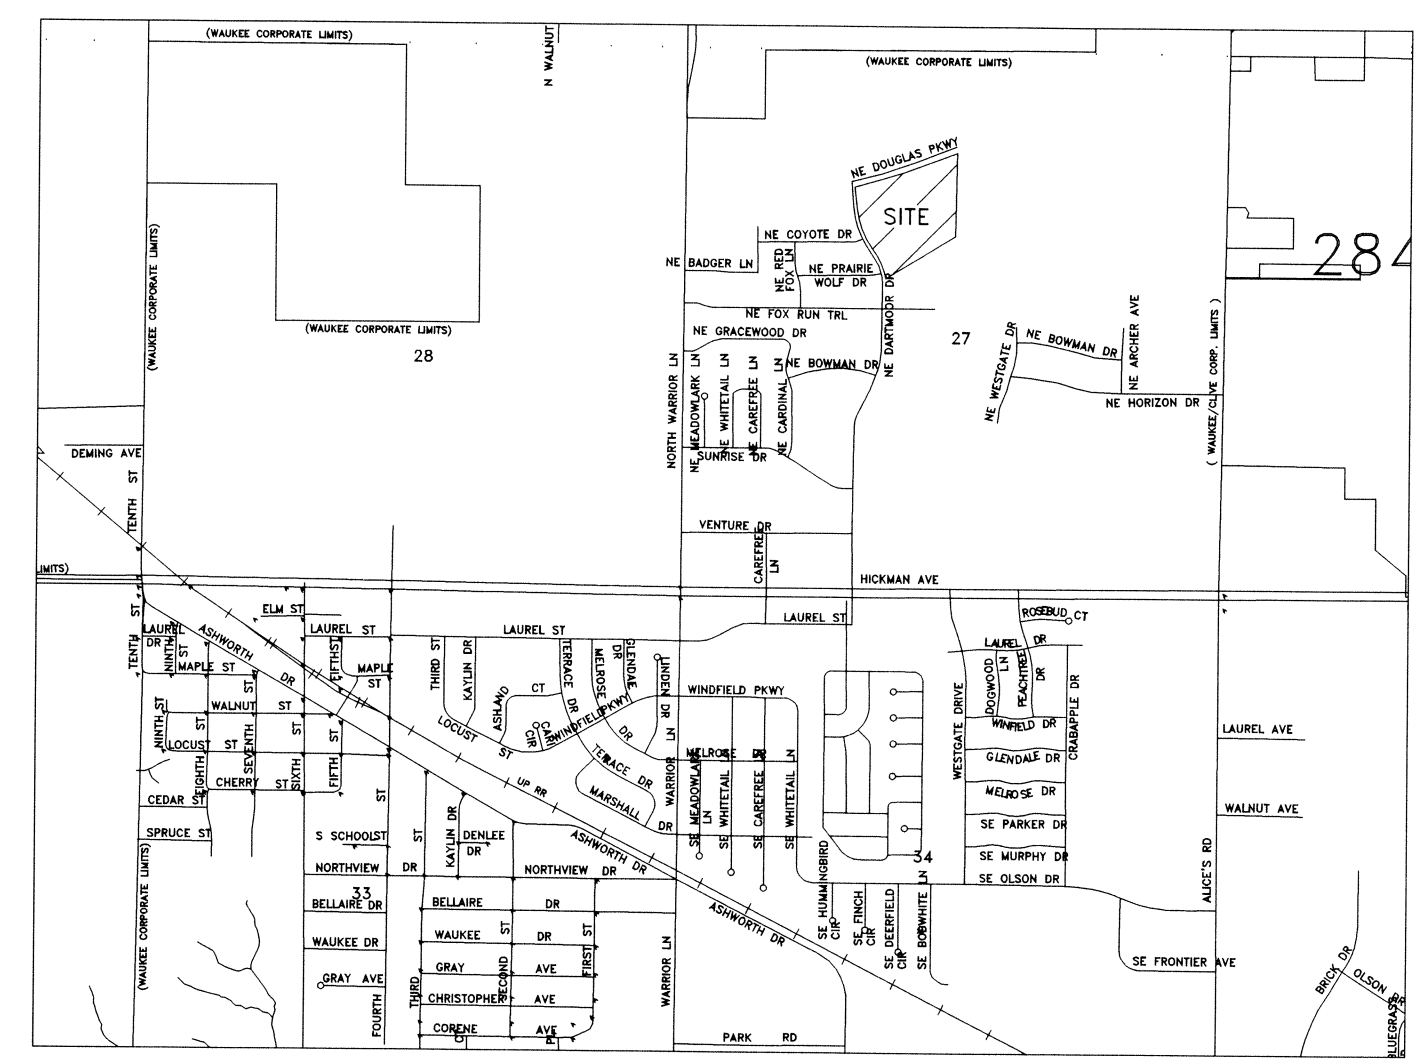 (WAUKEE CORPORATE LIMITS)
N WALNUT
(WAUKEE CORPORATE LIMITS)
NE DOUGLAS PKWY
SITE
NE COYOTE DR
NE BADGER LN
NE RED
FOX LN
NE PRAIRIE
WOLF DR
284
(WAUKEE CORPORATE LIMITS)
(WAUKEE CORPORATE LIMITS)
28
NE FOX RUN TRL
NE DARTMOOR DR
NE GRACEWOOD DR
27
NE BOWMAN DR
NE WESTGATE DR
NE BOWMAN DR
NE ARCHER AVE
NE HORIZON DR
( WAUKEE/CLIVE CORP. LIMITS )
NORTH WARRIOR LN
NE MEADOWLARK LN
NE WHITETAIL LN
NE CAREFREE LN
NE CARDINAL LN
SUNRISE DR
DEMING AVE
TENTH ST
VENTURE DR
CAREFREE
LN
IMITS)
HICKMAN AVE
TENTH ST
ELM ST
LAUREL
DR
NINTH
ST
ASHWORTH
DR
LAUREL ST
LAUREL ST
LAUREL ST
ROSEBUD CT
FIFTH ST
MAPLE ST
MAPLE
ST
THIRD ST
KAYLIN DR
TERRACE DR
MELROSE
DR
GLENDALE
DR
LINDEN DR
LAUREL DR
DOGWOOD
LN
PEACHTREE
DR
CRABAPPLE DR
WESTGATE DRIVE
WALNUT ST
NINTH ST
LOCUST ST
EIGHTH ST
SEVENTH ST
ST
SIXTH ST
FIFTH ST
CHERRY ST
CEDAR ST
SPRUCE ST
ASHLAND
CT
LOCUST ST
CIR
WINDFIELD PKWY
WINDFIELD PKWY
WINFIELD DR
LAUREL AVE
MELROSE DR
GLENDALE DR
TERRACE DR
MARSHALL
DR
UP RR
MELROSE DR
WALNUT AVE
WARRIOR LN
SE MEADOWLARK
LN
SE WHITETAIL LN
SE CAREFREE LN
SE WHITETAIL LN
SE PARKER DR
SE MURPHY DR
SE OLSON DR
34
ALICE'S RD
S SCHOOL ST
ST
ST
KAYLIN DR
DENLEE
DR
ASHWORTH DR
NORTHVIEW DR
NORTHVIEW DR
33
BELLAIRE DR
BELLAIRE DR
ASHWORTH DR
SE HUMMINGBIRD
CIR
SE FINCH
CIR
SE DEERFIELD
CIR
SE BOBWHITE LN
WAUKEE DR
WAUKEE DR
GRAY AVE
GRAY AVE
SECOND ST
FIRST ST
CHRISTOPHER AVE
FOURTH
THIRD
CORENE AVE
CT
PL
WARRIOR LN
PARK RD
(WAUKEE CORPORATE LIMITS)
SE FRONTIER AVE
BRICK DR
OLSON DR
BLUEGRASS